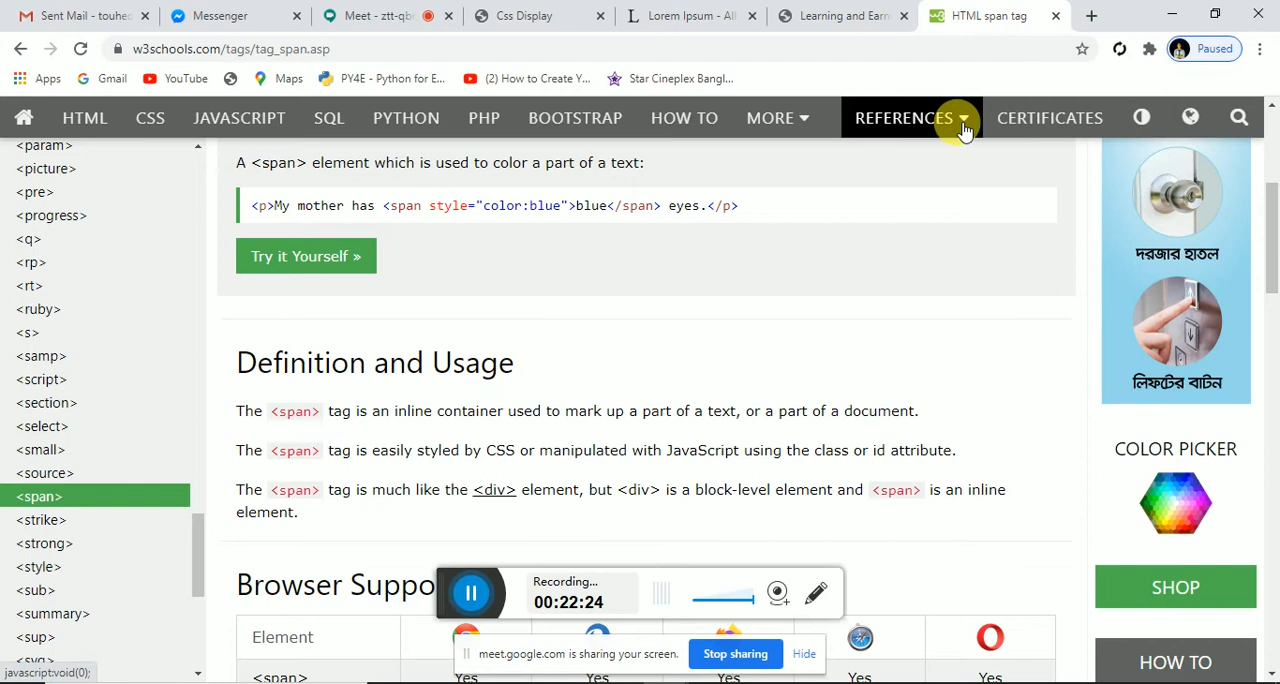 Sent Mail - touhed
Messenger
Meet - ztt-qbr
Css Display
Lorem Ipsum - All
Learning and Earn
HTML span tag
w3schools.com/tags/tag_span.asp
Paused
Apps
Gmail
YouTube
Maps
PY4E - Python for E...
(2) How to Create Y...
Star Cineplex Bangl...
HTML
CSS
JAVASCRIPT
SQL
PYTHON
PHP
BOOTSTRAP
HOW TO
MORE
REFERENCES
CERTIFICATES
<param>
<picture>
<pre>
<progress>
<q>
<rp>
<rt>
<ruby>
<s>
<samp>
<script>
<section>
<select>
<small>
<source>
<span>
<strike>
<strong>
<style>
<sub>
<summary>
<sup>
<svg>
javascript:void(0);
A <span> element which is used to color a part of a text:
<p>My mother has <span style="color:blue">blue</span> eyes.</p>
Try it Yourself »
Definition and Usage
The <span> tag is an inline container used to mark up a part of a text, or a part of a document.
The <span> tag is easily styled by CSS or manipulated with JavaScript using the class or id attribute.
The <span> tag is much like the <div> element, but <div> is a block-level element and <span> is an inline
element.
Browser Suppo
Element
<span>
Yes
Yes
Yes
Yes
Yes
Recording...
00:22:24
meet.google.com is sharing your screen.
Stop sharing
Hide
দরজার হাতল
লিফটের বাটন
COLOR PICKER
SHOP
HOW TO